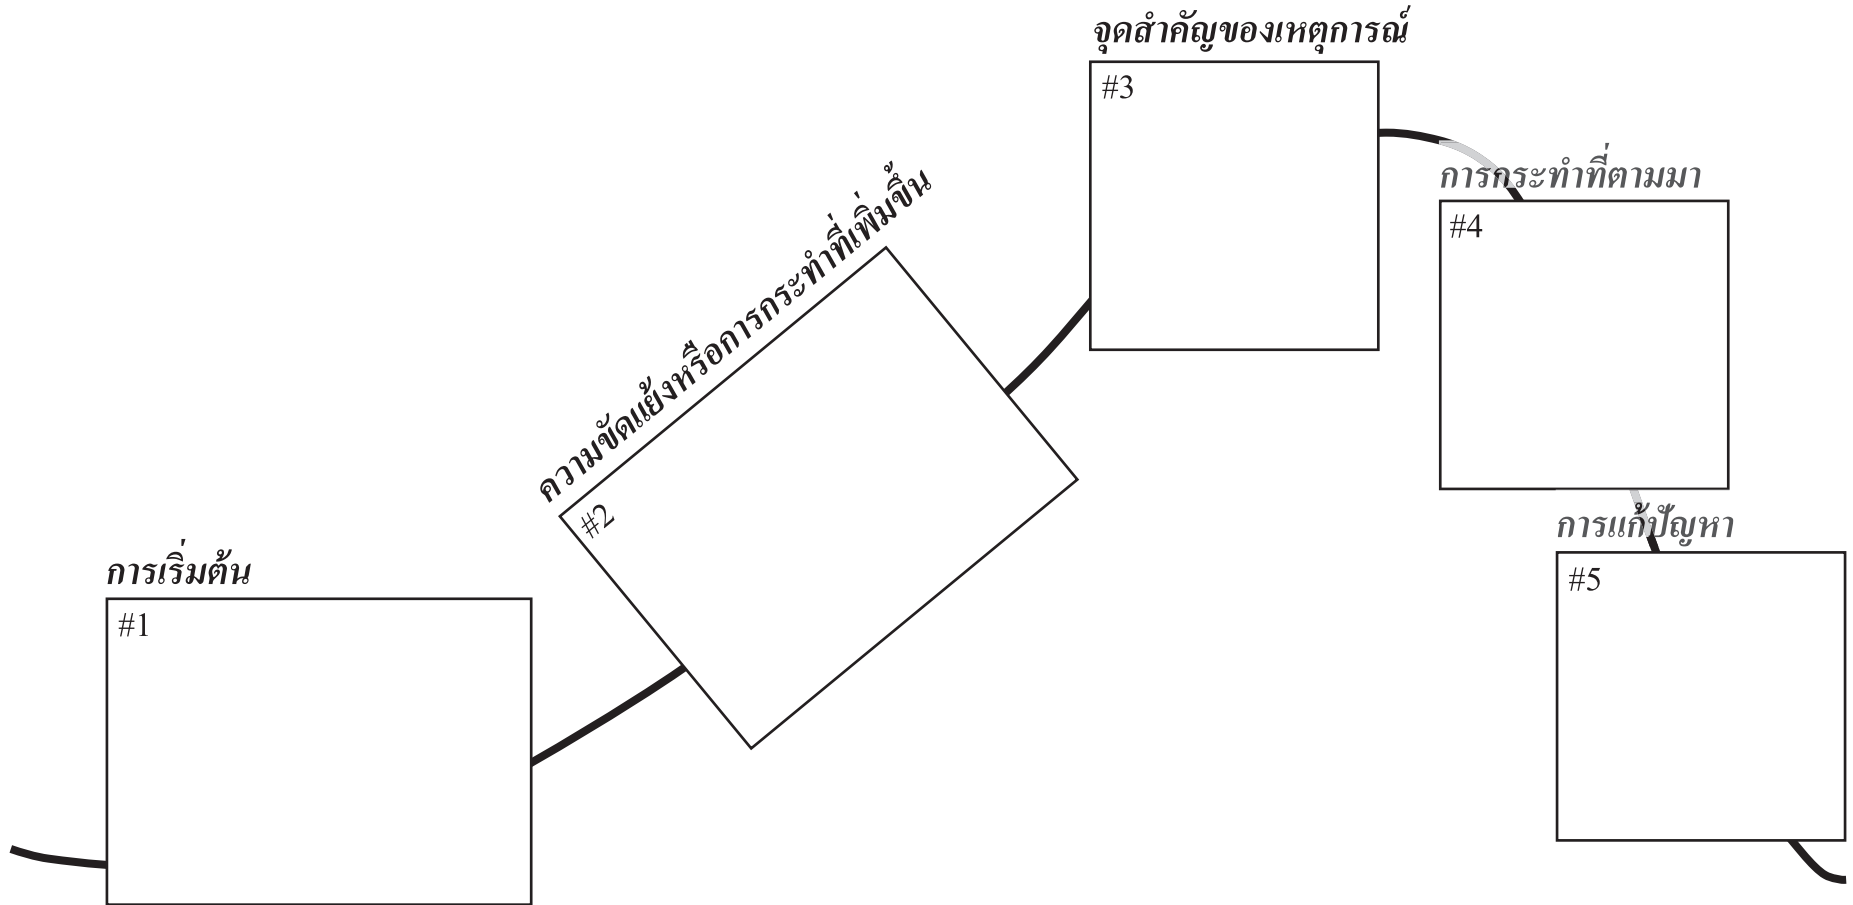 การเริ่มต้น
#1
ความขัดแย้งหรือการกระทำที่เพิ่มขึ้น
#2
จุดสำคัญของเหตุการณ์
#3
การกระทำที่ตามมา
#4
การแก้ปัญหา
#5